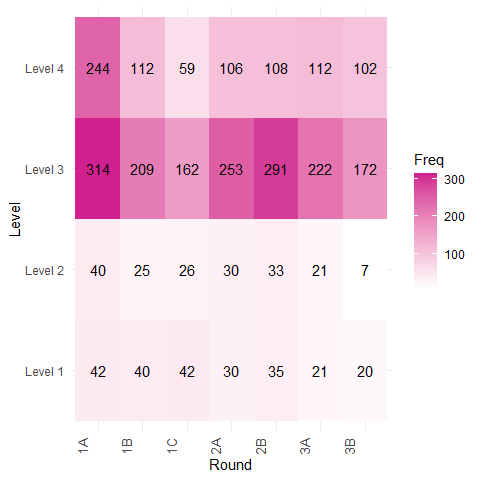 Level 4 244 112 59 106 108 112 102
Level 3 314 209 162 253 291 222 172
Level 2 40 25 26 30 33 21 7
Level 1 42 40 42 30 35 21 20
Level
1A 1B 1C 2A 2B 3A 3B
Round
Freq
300
200
100